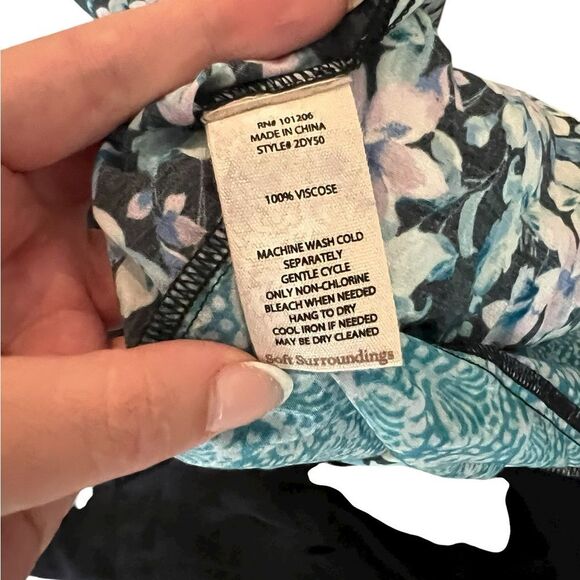 RN# 101206
MADE IN CHINA
STYLE# 2DY50
100% VISCOSE
MACHINE WASH COLD
SEPARATELY
GENTLE CYCLE
ONLY NON-CHLORINE
BLEACH WHEN NEEDED
HANG TO DRY
COOL IRON IF NEEDED
MAY BE DRY CLEANED
Soft Surroundings